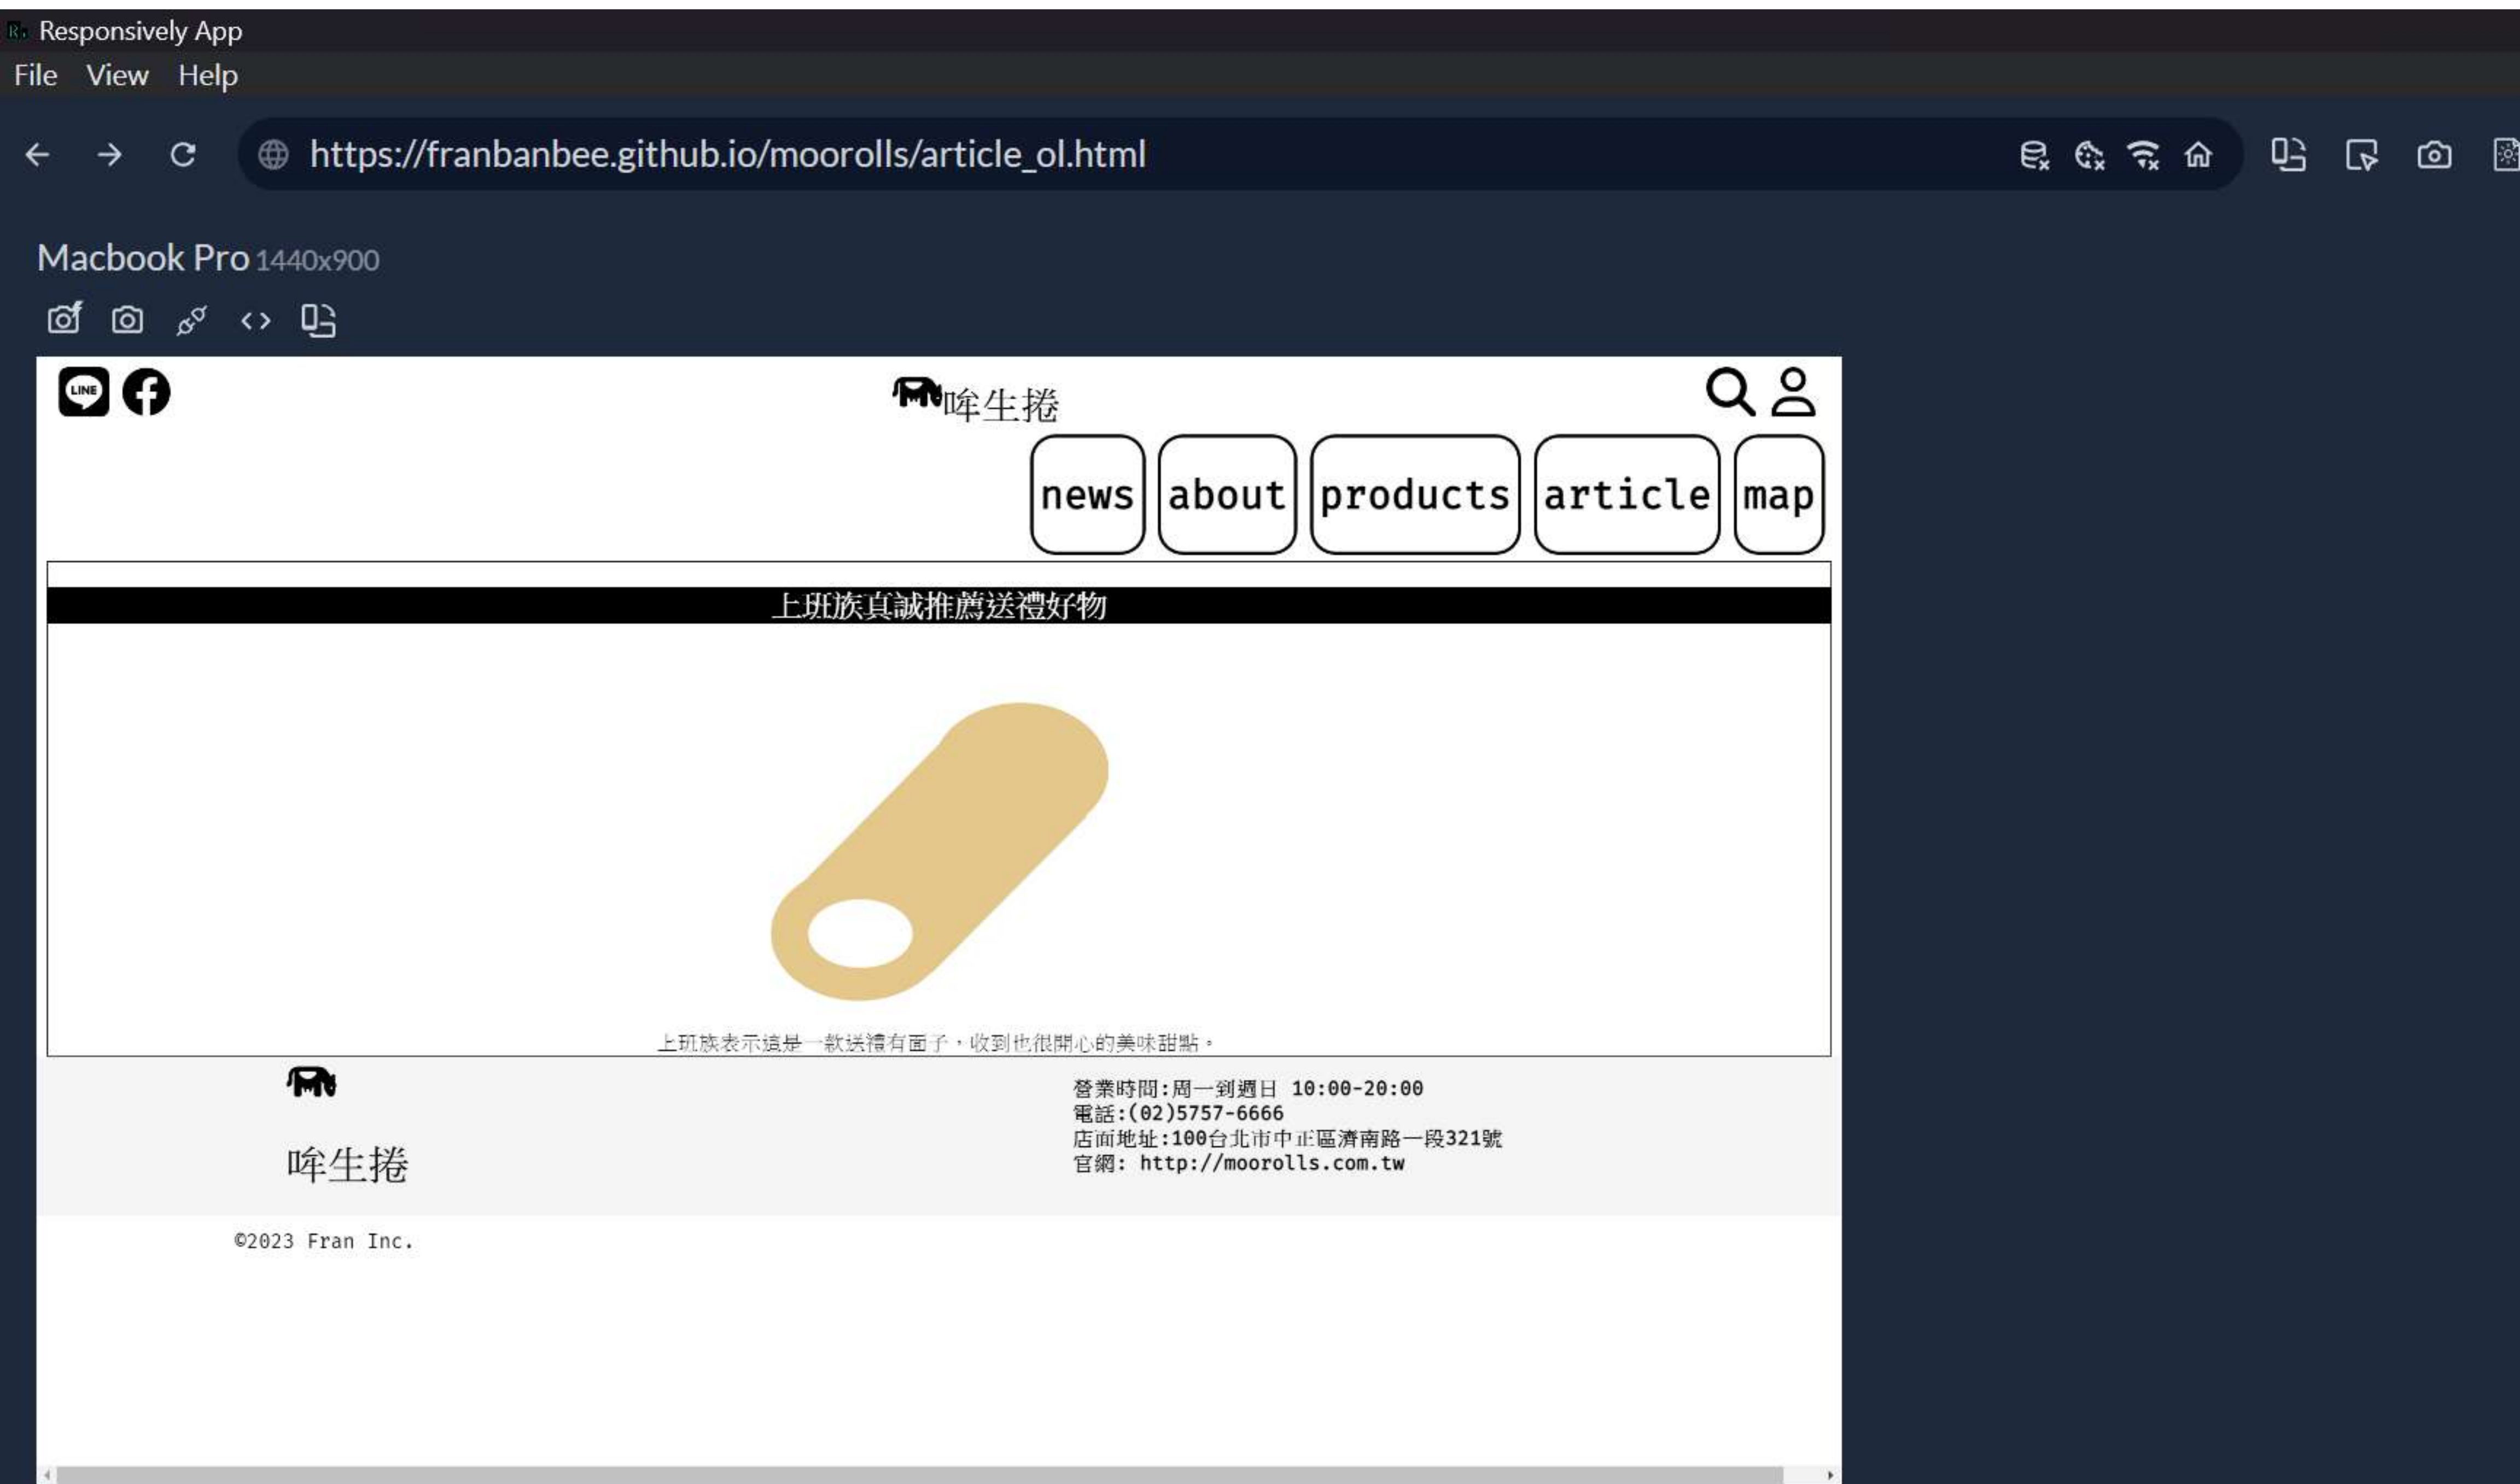 Responsively App
File View Help
https://franbanbee.github.io/moorolls/article_ol.html
Macbook Pro 1440x900
LINE
哞生捲
news about products article map
上班族真誠推薦送禮好物
上班族表示這是一款送禮有面子，收到也很開心的美味甜點。
哞生捲
營業時間:周一到週日 10:00-20:00
電話:(02)5757-6666
店面地址:100台北市中正區濟南路一段321號
官網: http://moorolls.com.tw
©2023 Fran Inc.